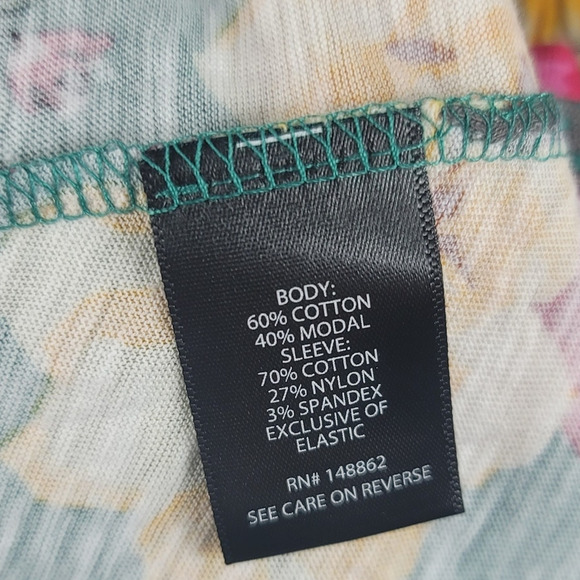 BODY:
60% COTTON
40% MODAL
SLEEVE:
70% COTTON
27% NYLON
3% SPANDEX
EXCLUSIVE OF
ELASTIC
RN# 148862
SEE CARE ON REVERSE